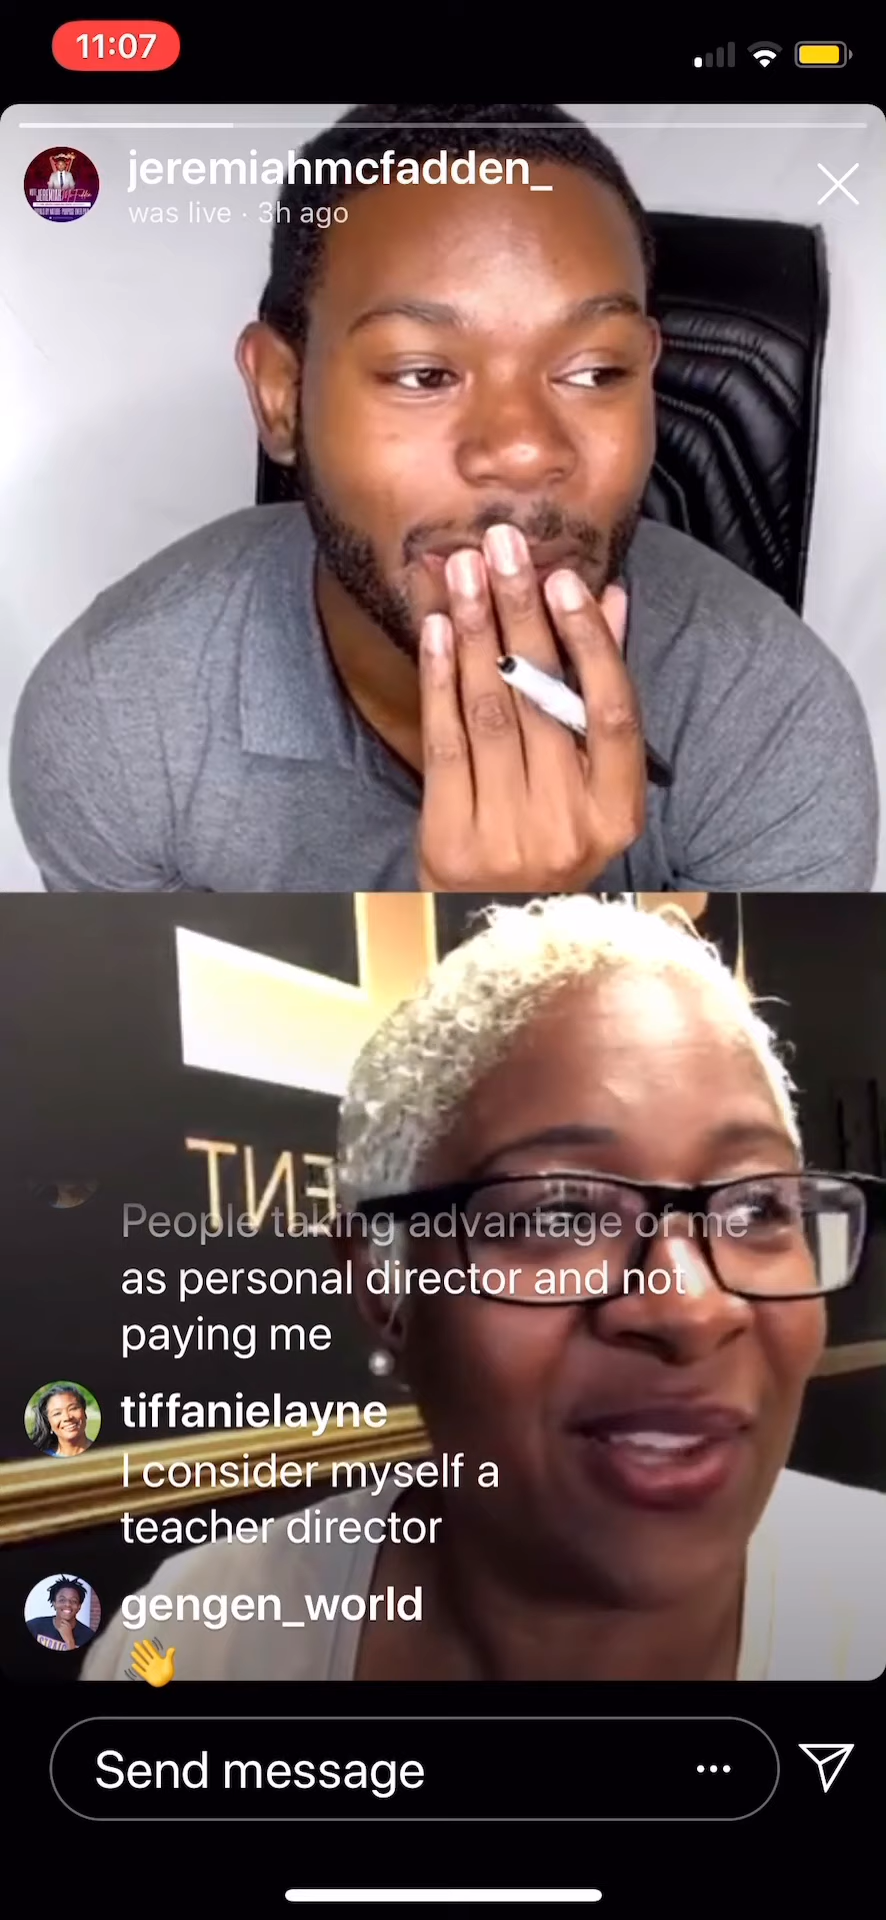 11:07
jeremiahmcfadden_
was live · 3h ago
ENT
People taking advantage of me
as personal director and not
paying me
tiffanielayne
I consider myself a
teacher director
gengen_world
👋
Send message